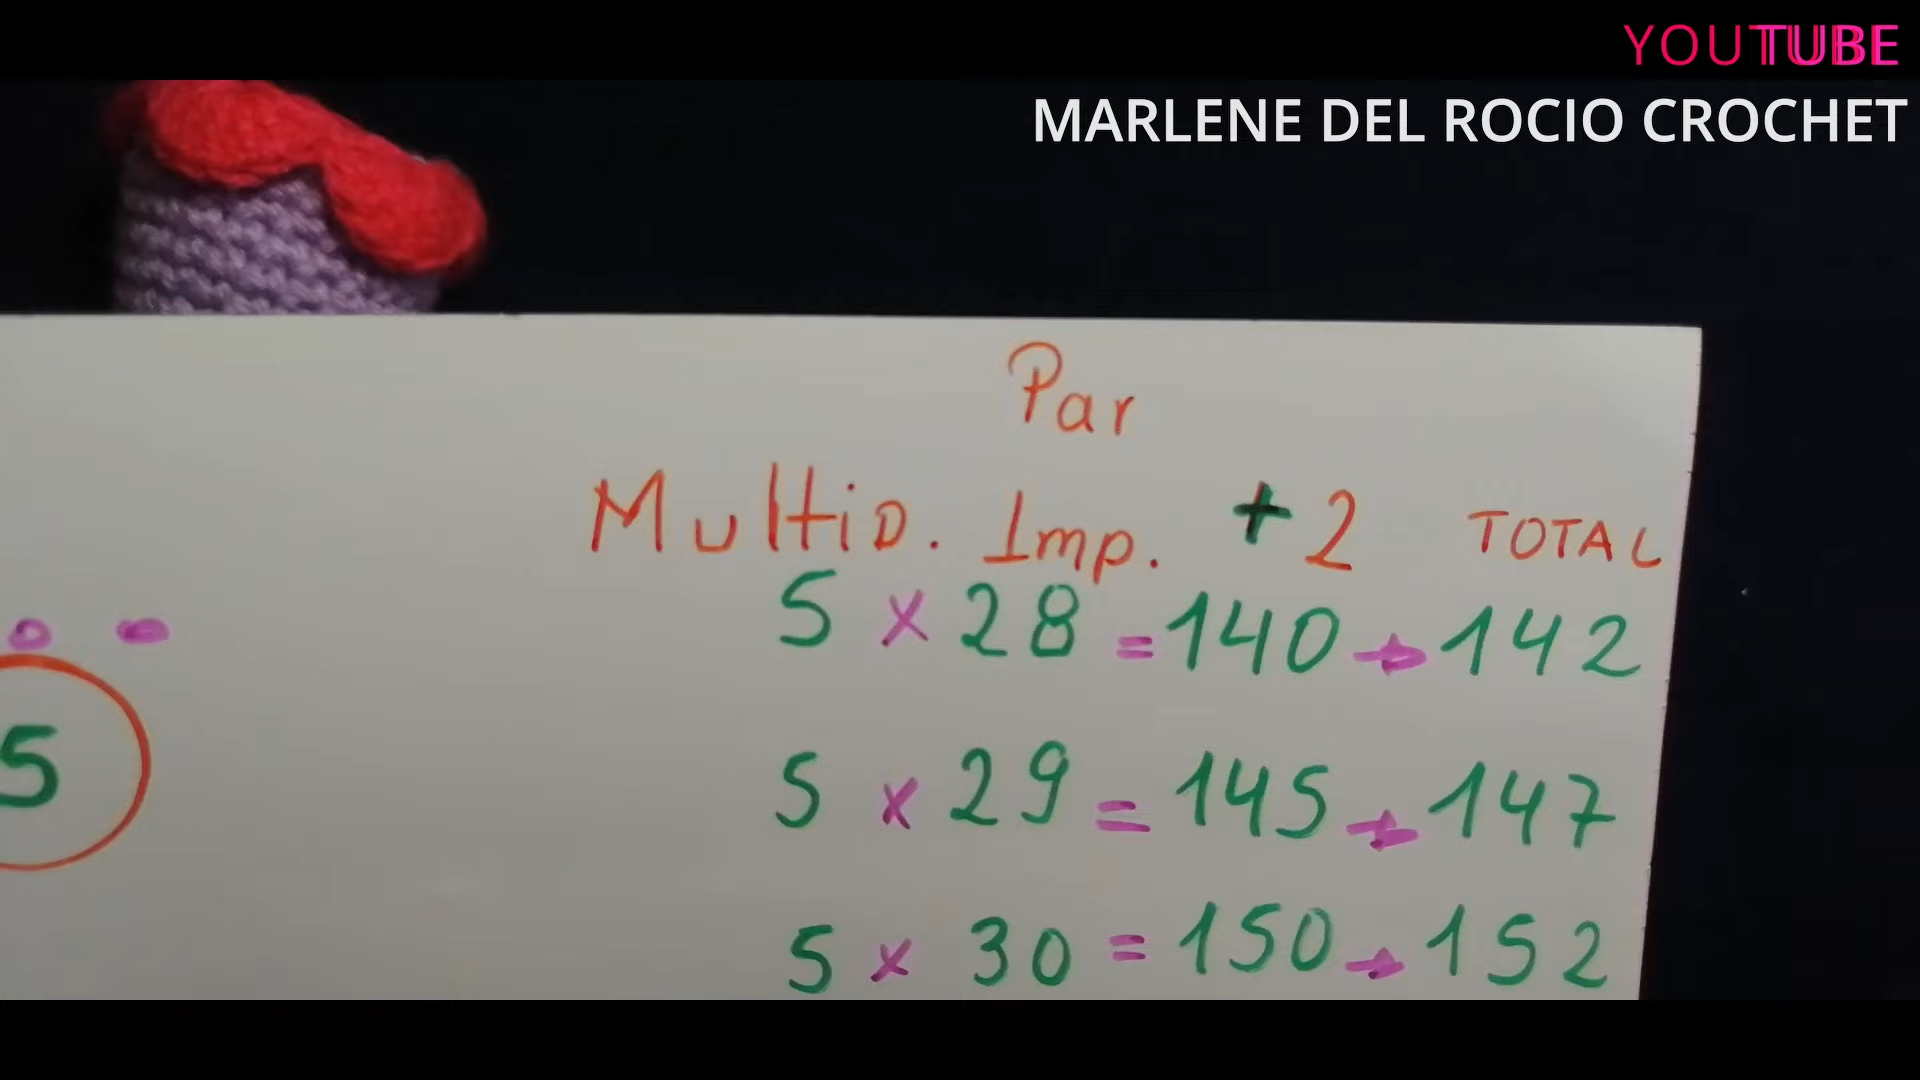 YOUTUBE
MARLENE DEL ROCIO CROCHET
Par
Multip. Imp. + 2 TOTAL
5 x 28 = 140 → 142
5
5 x 29 = 145 → 147
5 x 30 = 150 → 152